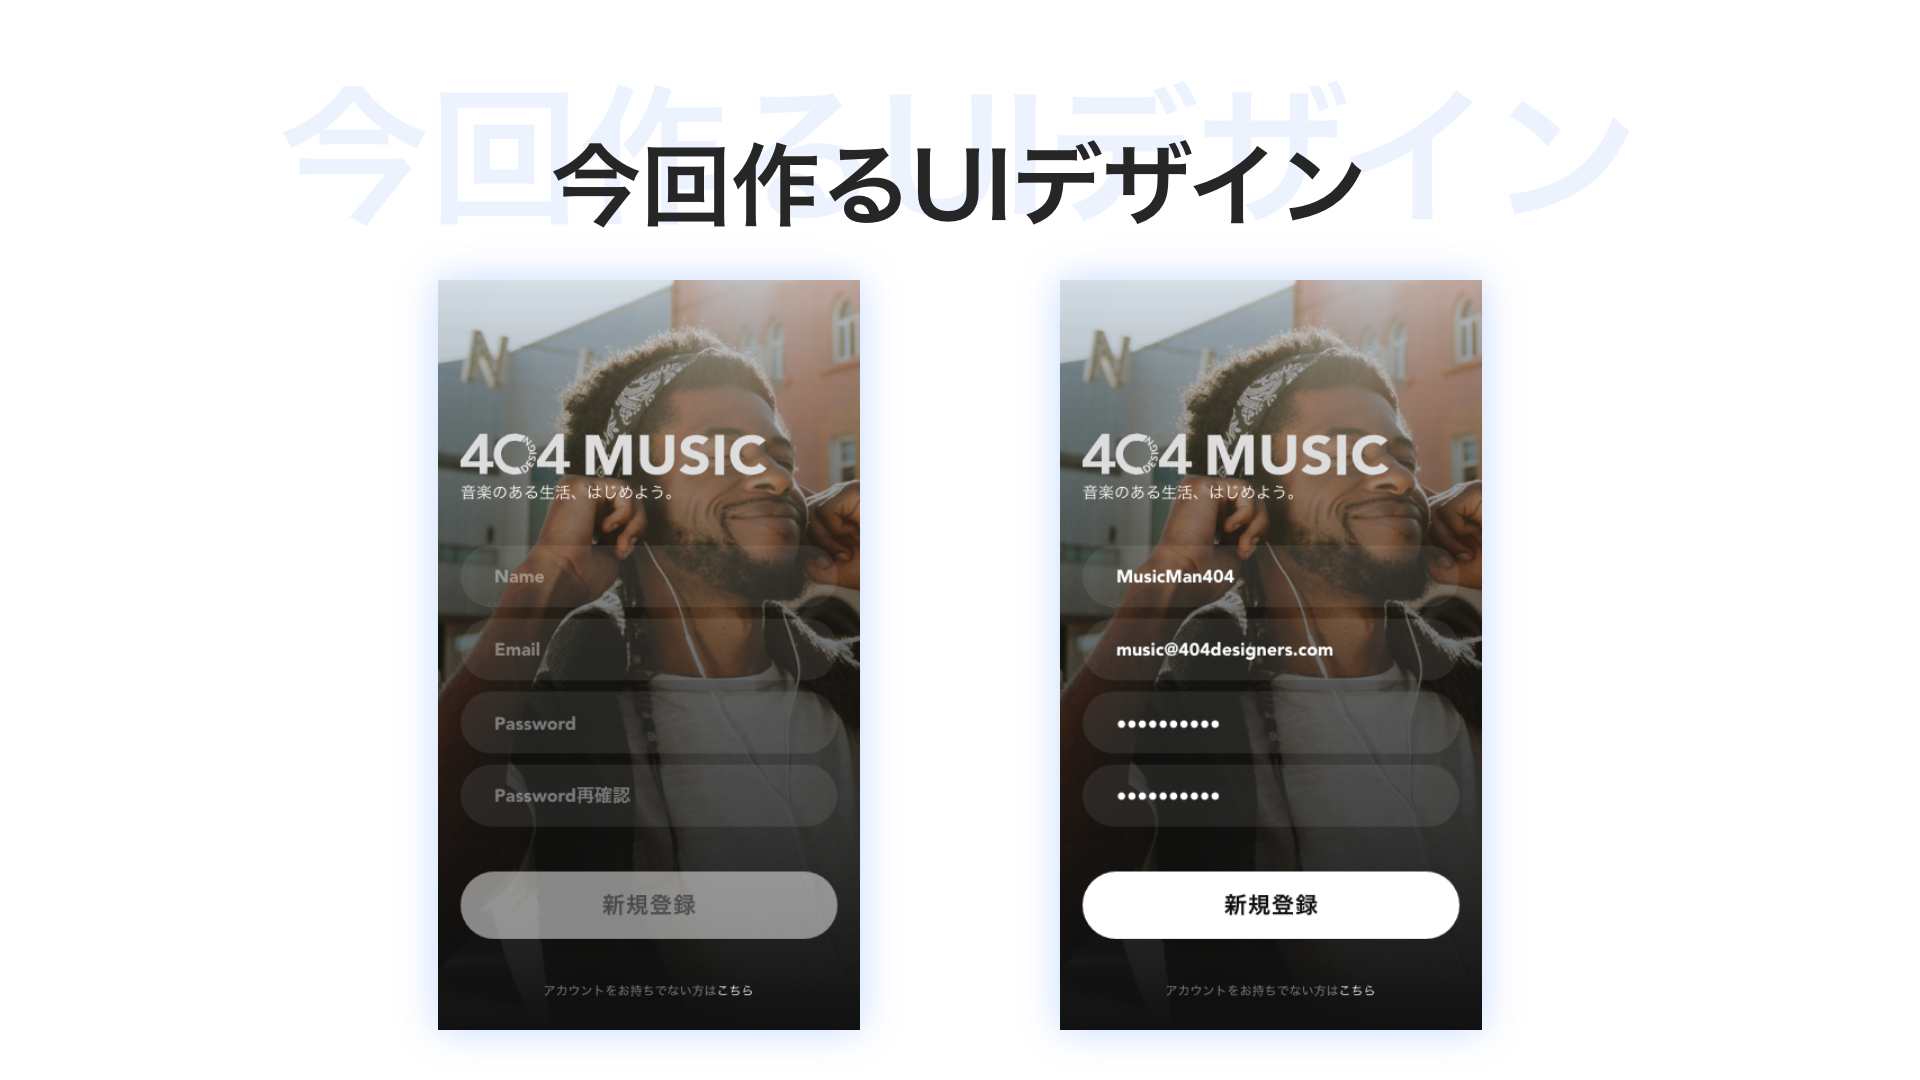 今回作るUIデザイン
今回作るUIデザイン
N
404 MUSIC
DESIGN
音楽のある生活、はじめよう。
Name
Email
Password
Password再確認
新規登録
アカウントをお持ちでない方はこちら
N
404 MUSIC
DESIGN
音楽のある生活、はじめよう。
MusicMan404
music@404designers.com
••••••••••
••••••••••
新規登録
アカウントをお持ちでない方はこちら